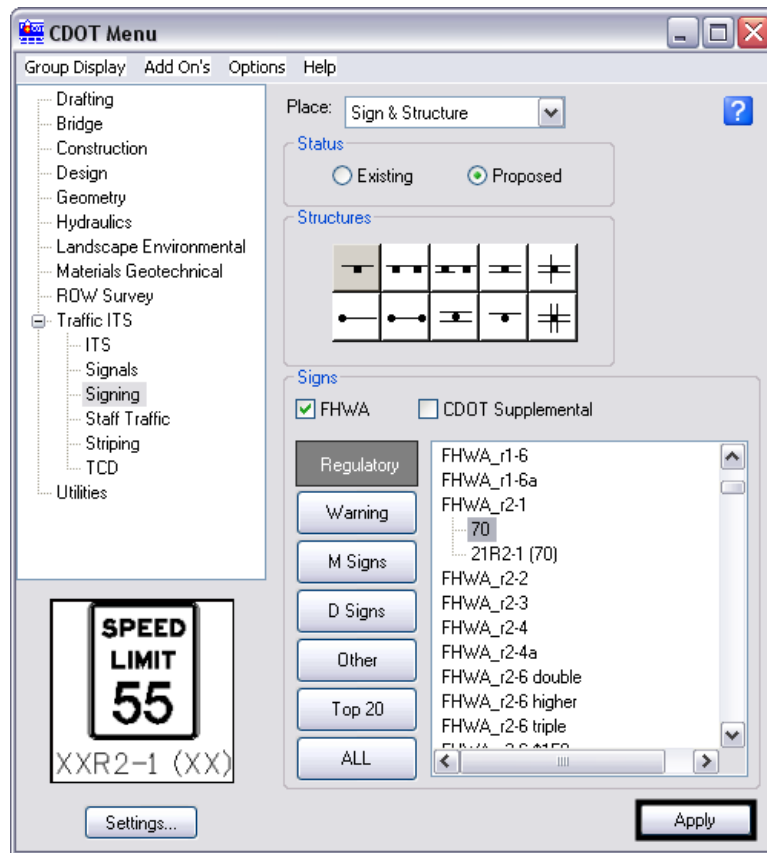 CDOT Menu
Group Display Add On's Options Help
Drafting
Bridge
Construction
Design
Geometry
Hydraulics
Landscape Environmental
Materials Geotechnical
ROW Survey
Traffic ITS
ITS
Signals
Signing
Staff Traffic
Striping
TCD
Utilities
Place: Sign & Structure
?
Status
Existing Proposed
Structures
Signs
FHWA CDOT Supplemental
Regulatory
Warning
M Signs
D Signs
Other
Top 20
ALL
FHWA_r1-6
FHWA_r1-6a
FHWA_r2-1
70
21R2-1 (70)
FHWA_r2-2
FHWA_r2-3
FHWA_r2-4
FHWA_r2-4a
FHWA_r2-6 double
FHWA_r2-6 higher
FHWA_r2-6 triple
SPEED
LIMIT
55
XXR2-1 (XX)
Settings...
Apply